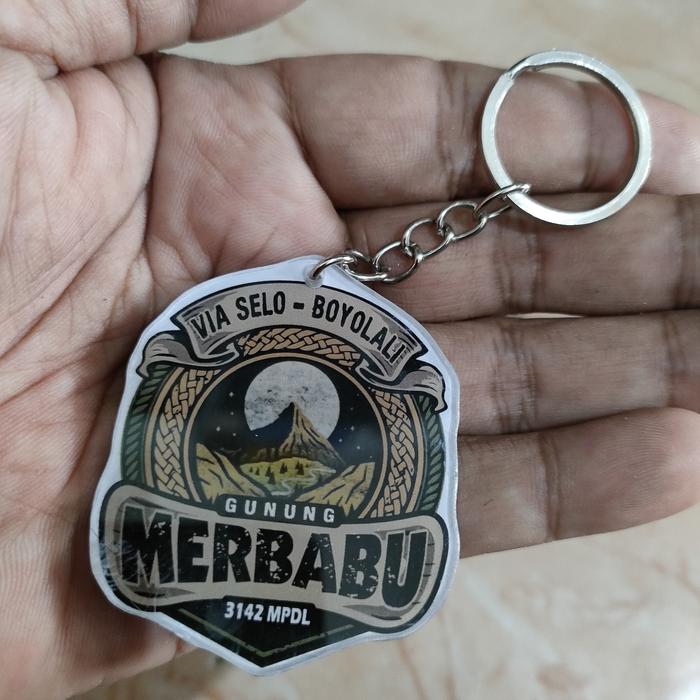 VIA SELO - BOYOLALI
GUNUNG
MERBABU
3142 MPDL